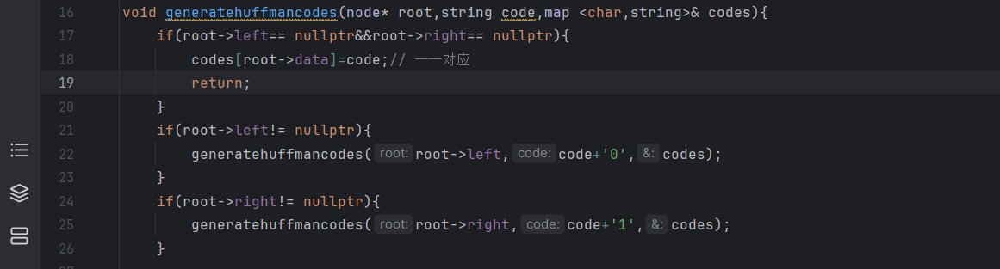 16 void generatehuffmancodes(node* root,string code,map <char,string>& codes){
17 if(root->left== nullptr&&root->right== nullptr){
18 codes[root->data]=code;// 一一对应
19 return;
20 }
21 if(root->left!= nullptr){
22 generatehuffmancodes( root: root->left, code: code+'0', &: codes);
23 }
24 if(root->right!= nullptr){
25 generatehuffmancodes( root: root->right, code: code+'1', &: codes);
26 }